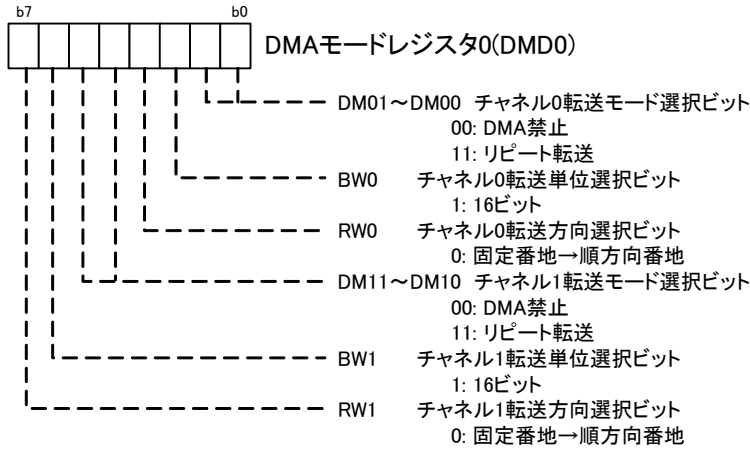 b7 b0
DMAモードレジスタ0(DMD0)
DM01～DM00 チャネル0転送モード選択ビット
00: DMA禁止
11: リピート転送
BW0 チャネル0転送単位選択ビット
1: 16ビット
RW0 チャネル0転送方向選択ビット
0: 固定番地→順方向番地
DM11～DM10 チャネル1転送モード選択ビット
00: DMA禁止
11: リピート転送
BW1 チャネル1転送単位選択ビット
1: 16ビット
RW1 チャネル1転送方向選択ビット
0: 固定番地→順方向番地